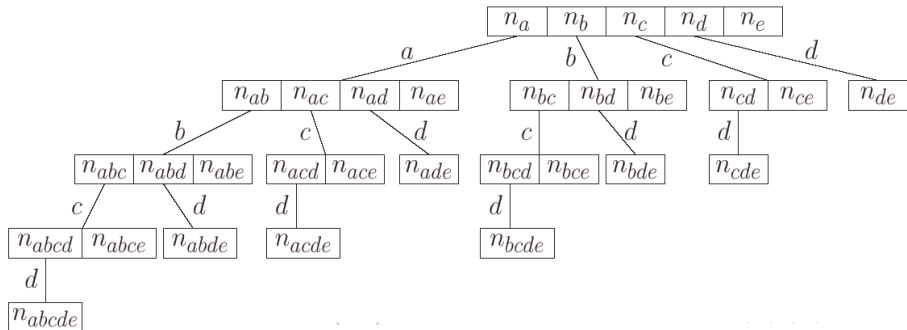 n_a n_b n_c n_d n_e
a b c d
n_ab n_ac n_ad n_ae n_bc n_bd n_be n_cd n_ce n_de
b c d c d d
n_abc n_abd n_abe n_acd n_ace n_ade n_bcd n_bce n_bde n_cde
c d d d
n_abcd n_abce n_abde n_acde n_bcde
d
n_abcde